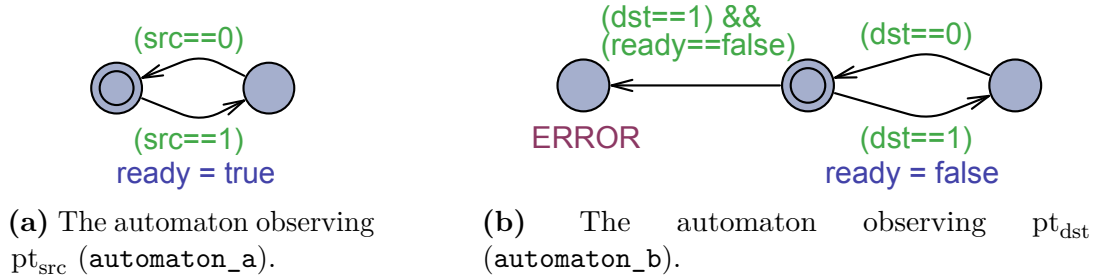 (src==0)
(src==1)
ready = true
(a) The automaton observing
pt_src (automaton_a).
(dst==1) &&
(ready==false)
(dst==0)
ERROR
(dst==1)
ready = false
(b) The automaton observing pt_dst
(automaton_b).